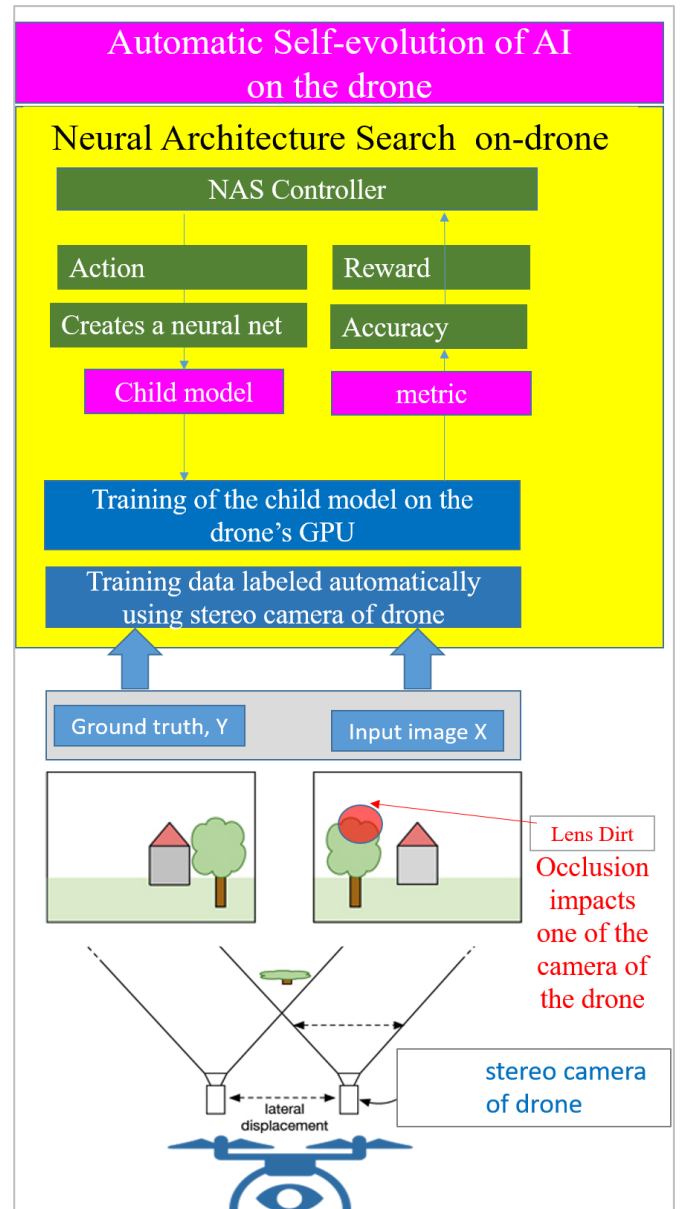 Automatic Self-evolution of AI
on the drone
Neural Architecture Search on-drone
NAS Controller
Action
Reward
Creates a neural net
Accuracy
Child model
metric
Training of the child model on the
drone’s GPU
Training data labeled automatically
using stereo camera of drone
Ground truth, Y
Input image X
Lens Dirt
Occlusion
impacts
one of the
camera of
the drone
stereo camera
of drone
lateral
displacement